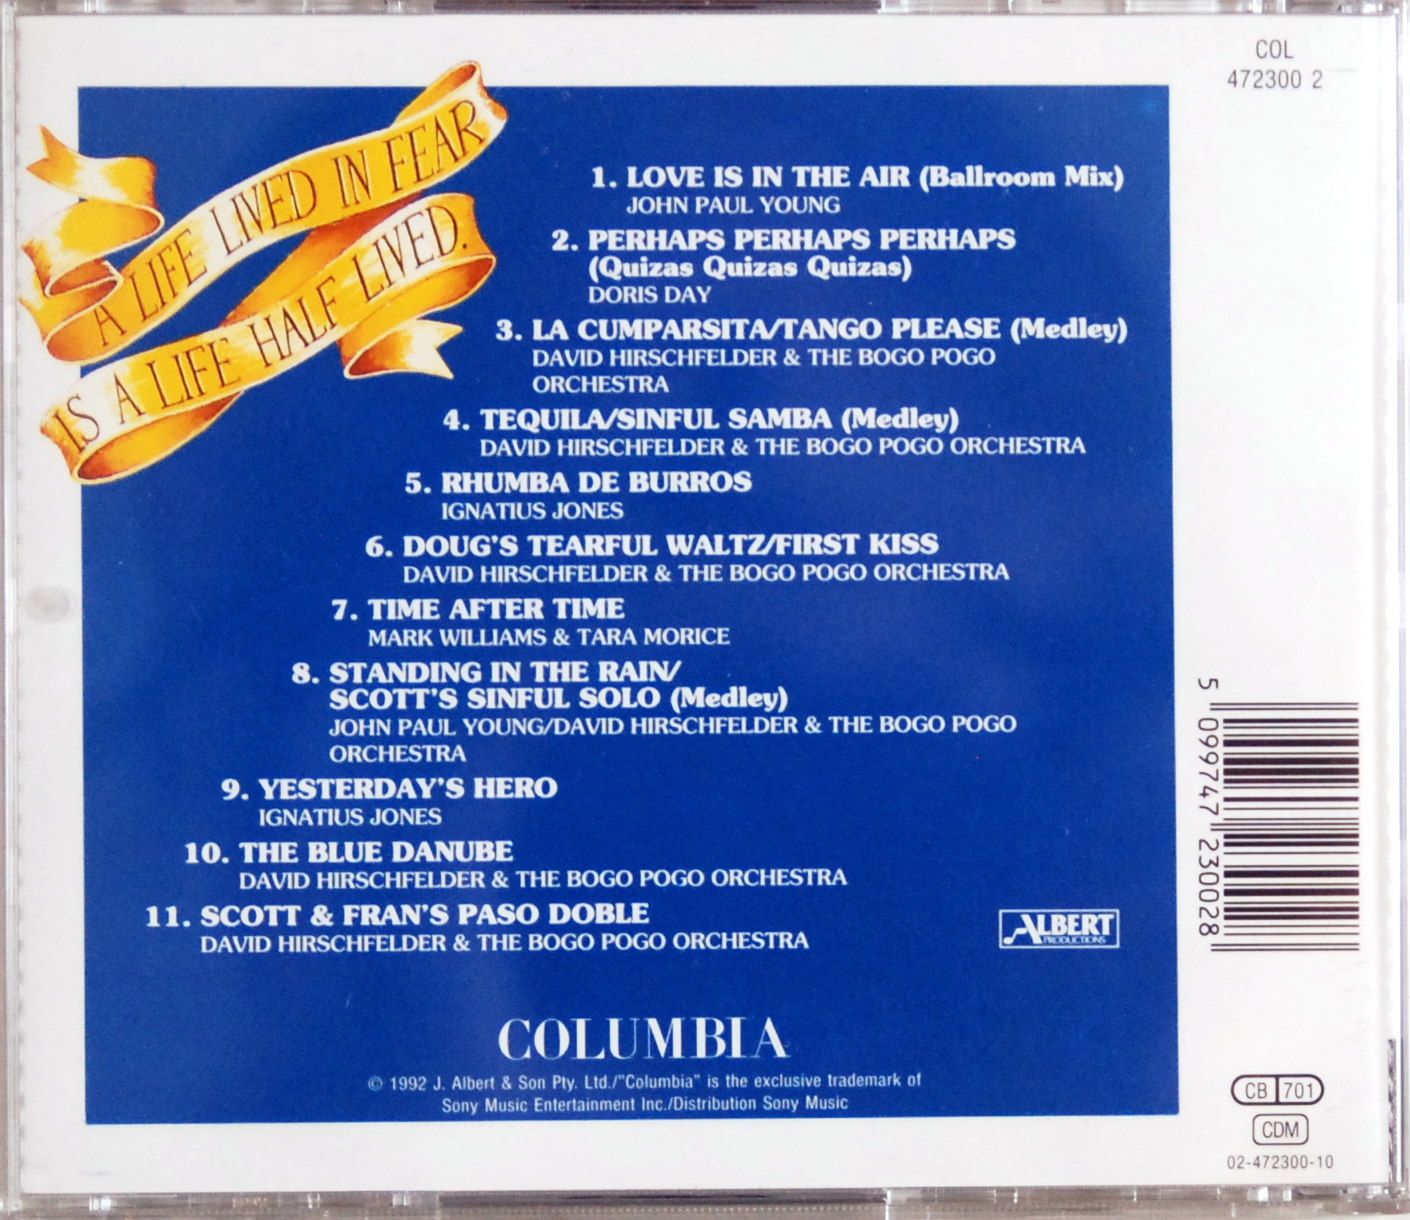 COL
472300 2
A LIFE LIVED IN FEAR
IS A LIFE HALF LIVED.
1. LOVE IS IN THE AIR (Ballroom Mix)
JOHN PAUL YOUNG
2. PERHAPS PERHAPS PERHAPS
(Quizas Quizas Quizas)
DORIS DAY
3. LA CUMPARSITA/TANGO PLEASE (Medley)
DAVID HIRSCHFELDER & THE BOGO POGO
ORCHESTRA
4. TEQUILA/SINFUL SAMBA (Medley)
DAVID HIRSCHFELDER & THE BOGO POGO ORCHESTRA
5. RHUMBA DE BURROS
IGNATIUS JONES
6. DOUG'S TEARFUL WALTZ/FIRST KISS
DAVID HIRSCHFELDER & THE BOGO POGO ORCHESTRA
7. TIME AFTER TIME
MARK WILLIAMS & TARA MORICE
8. STANDING IN THE RAIN/
SCOTT'S SINFUL SOLO (Medley)
JOHN PAUL YOUNG/DAVID HIRSCHFELDER & THE BOGO POGO
ORCHESTRA
9. YESTERDAY'S HERO
IGNATIUS JONES
10. THE BLUE DANUBE
DAVID HIRSCHFELDER & THE BOGO POGO ORCHESTRA
11. SCOTT & FRAN'S PASO DOBLE
DAVID HIRSCHFELDER & THE BOGO POGO ORCHESTRA
ALBERT
PRODUCTIONS
5 099747 230028
COLUMBIA
© 1992 J. Albert & Son Pty. Ltd./"Columbia" is the exclusive trademark of
Sony Music Entertainment Inc./Distribution Sony Music
CB 701
CDM
02-472300-10